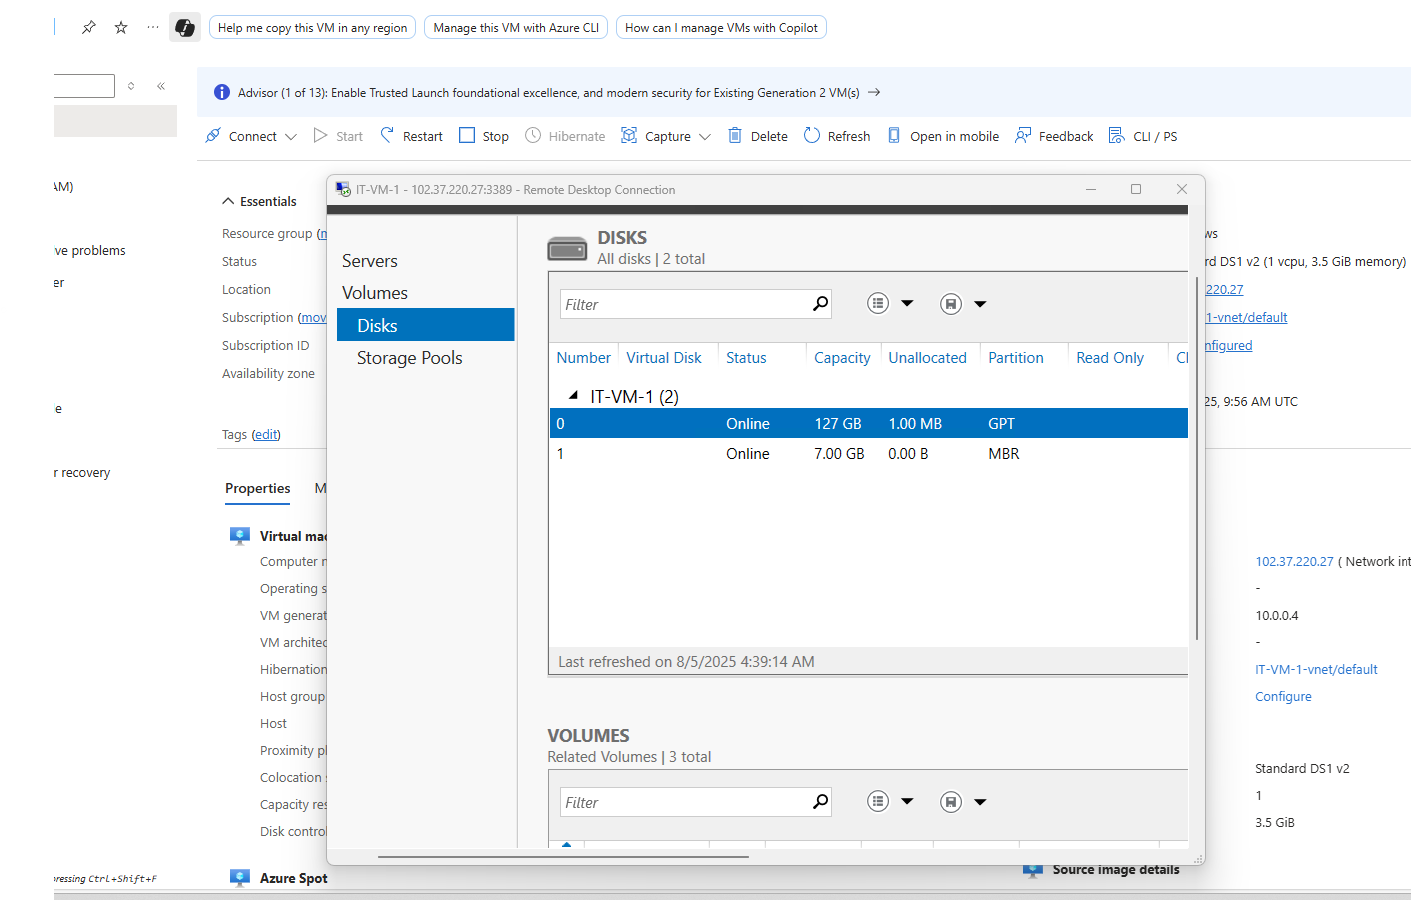 Help me copy this VM in any region
Manage this VM with Azure CLI
How can I manage VMs with Copilot
Advisor (1 of 13): Enable Trusted Launch foundational excellence, and modern security for Existing Generation 2 VM(s) →
Connect Start Restart Stop Hibernate Capture Delete Refresh Open in mobile Feedback CLI / PS
AM)
ve problems
er
e
r recovery
pressing Ctrl+Shift+F
Essentials
Resource group (m
Status
Location
Subscription (mov
Subscription ID
Availability zone
Tags (edit)
Properties M
Virtual mac
Computer n
Operating s
VM generat
VM architec
Hibernation
Host group
Host
Proximity pl
Colocation s
Capacity res
Disk contro
Azure Spot
IT-VM-1 - 102.37.220.27:3389 - Remote Desktop Connection
Servers
Volumes
Disks
Storage Pools
DISKS
All disks | 2 total
Filter
Number Virtual Disk Status Capacity Unallocated Partition Read Only Cl
IT-VM-1 (2)
0 Online 127 GB 1.00 MB GPT
1 Online 7.00 GB 0.00 B MBR
Last refreshed on 8/5/2025 4:39:14 AM
VOLUMES
Related Volumes | 3 total
Filter
ws
rd DS1 v2 (1 vcpu, 3.5 GiB memory)
220.27
1-vnet/default
nfigured
25, 9:56 AM UTC
102.37.220.27 ( Network int
-
10.0.0.4
-
IT-VM-1-vnet/default
Configure
Standard DS1 v2
1
3.5 GiB
Source image details